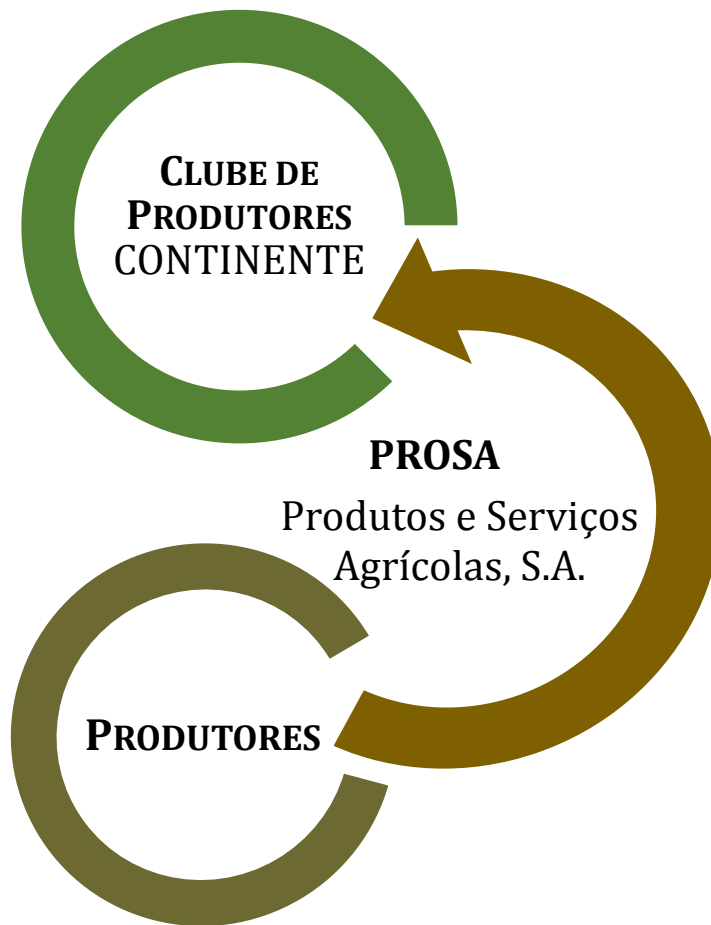 CLUBE DE
PRODUTORES
CONTINENTE
PROSA
Produtos e Serviços
Agrícolas, S.A.
PRODUTORES